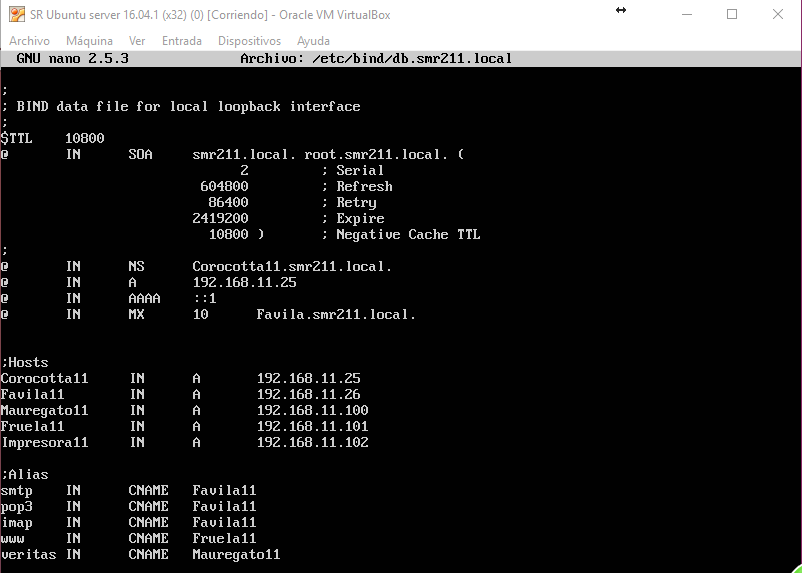 SR Ubuntu server 16.04.1 (x32) (0) [Corriendo] - Oracle VM VirtualBox
Archivo Máquina Ver Entrada Dispositivos Ayuda
GNU nano 2.5.3 Archivo: /etc/bind/db.smr211.local
;
; BIND data file for local loopback interface
;
$TTL 10800
@ IN SOA smr211.local. root.smr211.local. (
2 ; Serial
604800 ; Refresh
86400 ; Retry
2419200 ; Expire
10800 ) ; Negative Cache TTL
;
@ IN NS Corocotta11.smr211.local.
@ IN A 192.168.11.25
@ IN AAAA ::1
@ IN MX 10 Favila.smr211.local.
;Hosts
Corocotta11 IN A 192.168.11.25
Favila11 IN A 192.168.11.26
Mauregato11 IN A 192.168.11.100
Fruela11 IN A 192.168.11.101
Impresora11 IN A 192.168.11.102
;Alias
smtp IN CNAME Favila11
pop3 IN CNAME Favila11
imap IN CNAME Favila11
www IN CNAME Fruela11
veritas IN CNAME Mauregato11